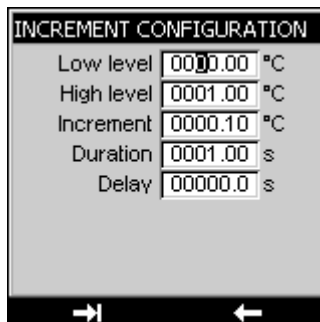 INCREMENT CONFIGURATION
Low level 0000.00 °C
High level 0001.00 °C
Increment 0000.10 °C
Duration 0001.00 s
Delay 00000.0 s